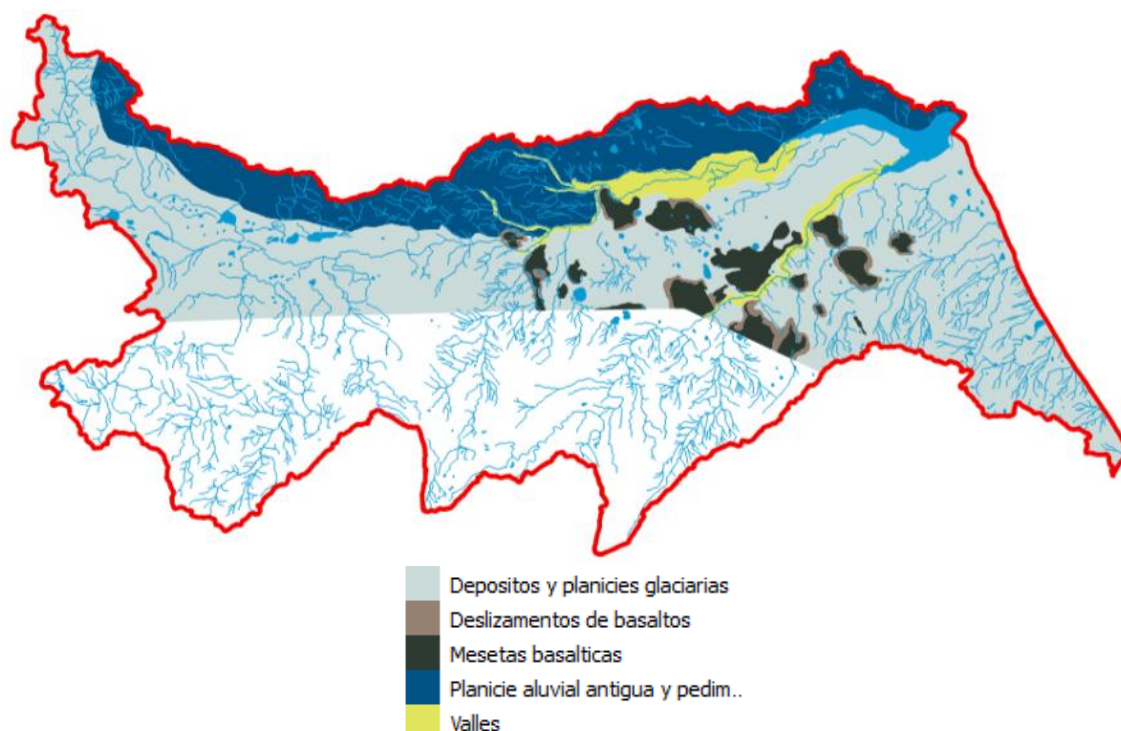 Depositos y planicies glaciarias
Deslizamentos de basaltos
Mesetas basalticas
Planicie aluvial antigua y pedim..
Valles